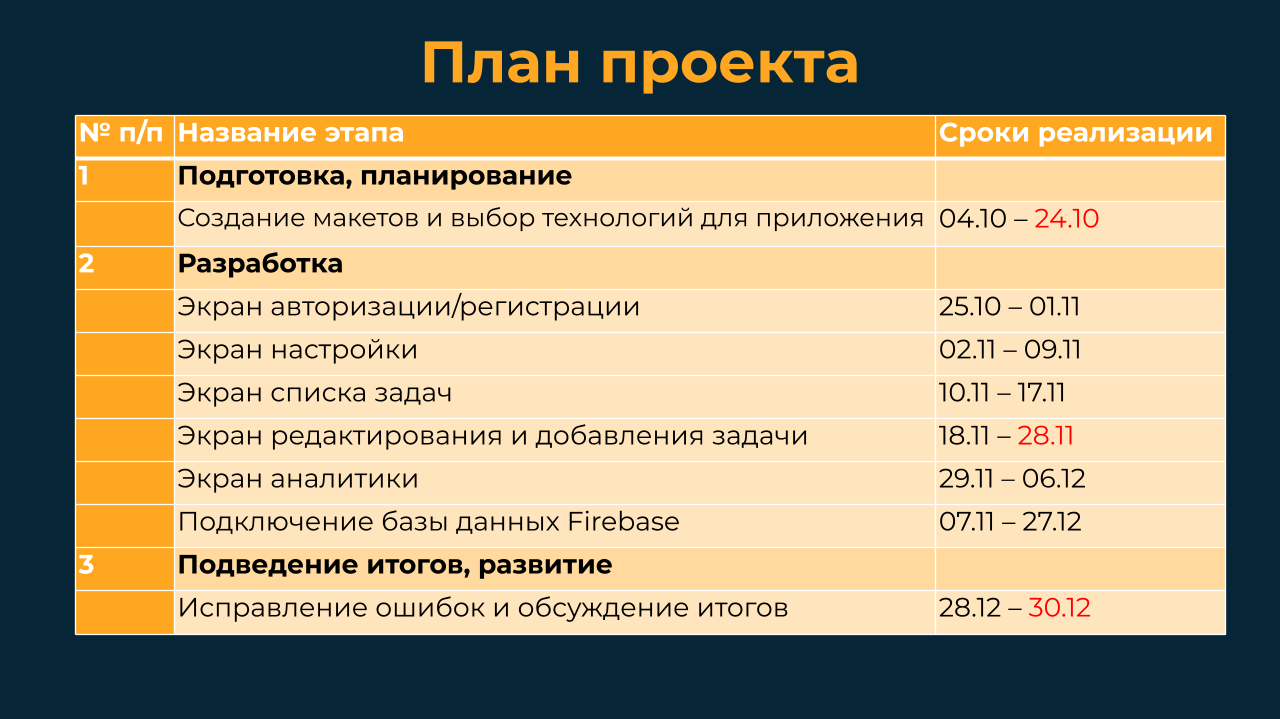 План проекта
№ п/п Название этапа Сроки реализации
1 Подготовка, планирование
Создание макетов и выбор технологий для приложения 04.10 – 24.10
2 Разработка
Экран авторизации/регистрации 25.10 – 01.11
Экран настройки 02.11 – 09.11
Экран списка задач 10.11 – 17.11
Экран редактирования и добавления задачи 18.11 – 28.11
Экран аналитики 29.11 – 06.12
Подключение базы данных Firebase 07.11 – 27.12
3 Подведение итогов, развитие
Исправление ошибок и обсуждение итогов 28.12 – 30.12